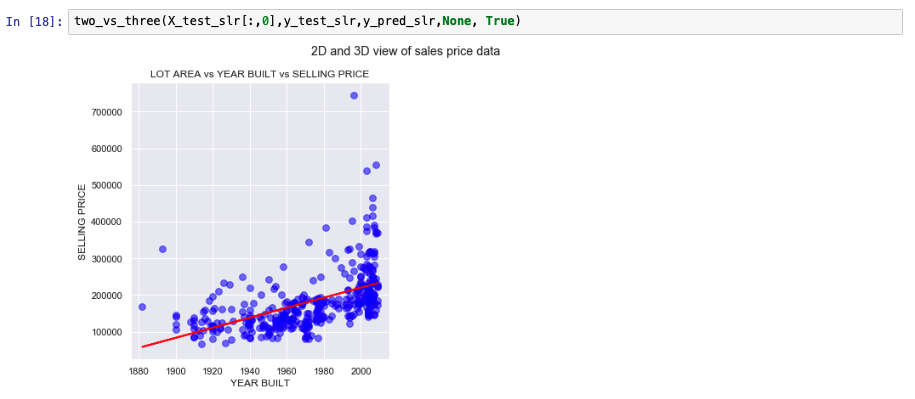 In [18]: two_vs_three(X_test_slr[:,0],y_test_slr,y_pred_slr,None, True)
2D and 3D view of sales price data
LOT AREA vs YEAR BUILT vs SELLING PRICE
700000
600000
500000
400000
300000
200000
100000
SELLING PRICE
1880 1900 1920 1940 1960 1980 2000
YEAR BUILT